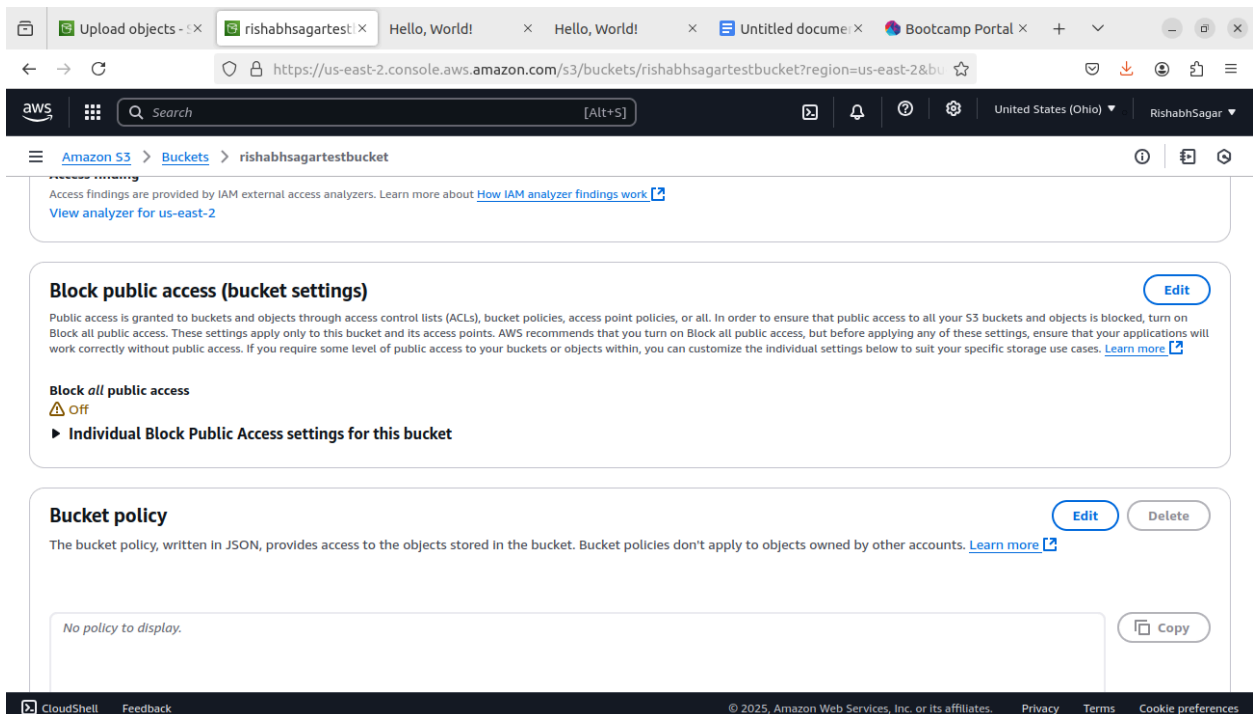 Upload objects - S
rishabhsagartest
Hello, World!
Hello, World!
Untitled documen
Bootcamp Portal
https://us-east-2.console.aws.amazon.com/s3/buckets/rishabhsagartestbucket?region=us-east-2&bu
aws
Search
[Alt+S]
United States (Ohio)
RishabhSagar
Amazon S3 > Buckets > rishabhsagartestbucket
Access finding
Access findings are provided by IAM external access analyzers. Learn more about How IAM analyzer findings work
View analyzer for us-east-2
Block public access (bucket settings)
Edit
Public access is granted to buckets and objects through access control lists (ACLs), bucket policies, access point policies, or all. In order to ensure that public access to all your S3 buckets and objects is blocked, turn on
Block all public access. These settings apply only to this bucket and its access points. AWS recommends that you turn on Block all public access, but before applying any of these settings, ensure that your applications will
work correctly without public access. If you require some level of public access to your buckets or objects within, you can customize the individual settings below to suit your specific storage use cases. Learn more
Block all public access
Off
Individual Block Public Access settings for this bucket
Bucket policy
Edit
Delete
The bucket policy, written in JSON, provides access to the objects stored in the bucket. Bucket policies don't apply to objects owned by other accounts. Learn more
No policy to display.
Copy
CloudShell
Feedback
© 2025, Amazon Web Services, Inc. or its affiliates.
Privacy
Terms
Cookie preferences